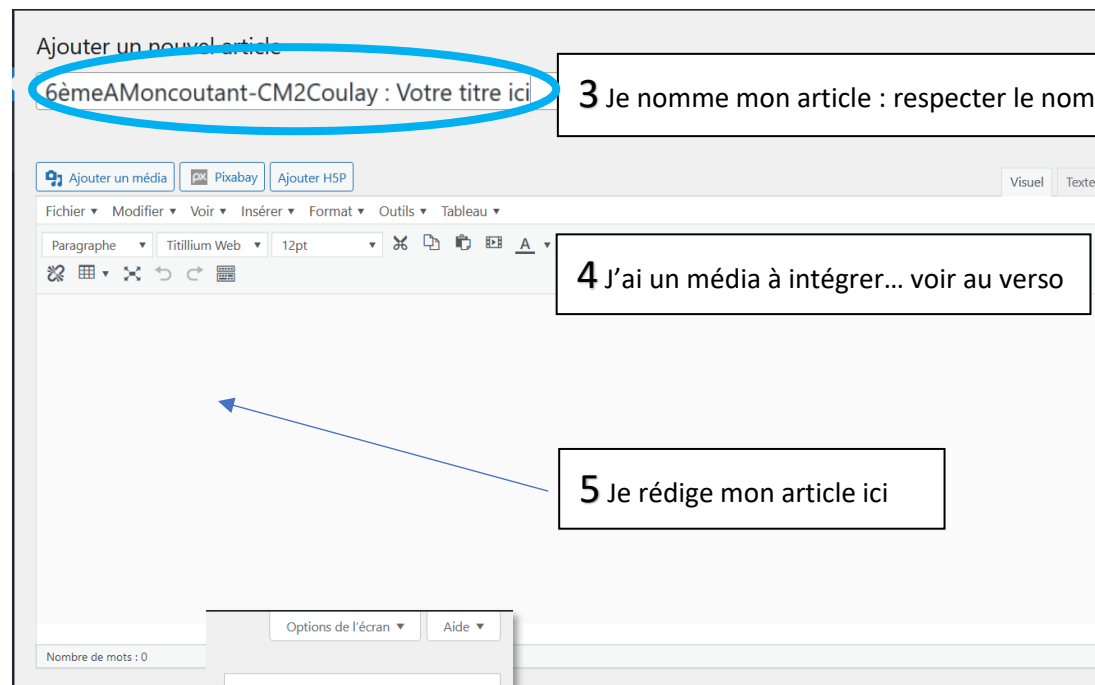 Ajouter un nouvel article
6èmeAMoncoutant-CM2Coulay : Votre titre ici
3 Je nomme mon article : respecter le nom
Ajouter un média Pixabay Ajouter H5P
Visuel Texte
Fichier Modifier Voir Insérer Format Outils Tableau
Paragraphe Titillium Web 12pt A
4 J’ai un média à intégrer… voir au verso
5 Je rédige mon article ici
Options de l’écran Aide
Nombre de mots : 0